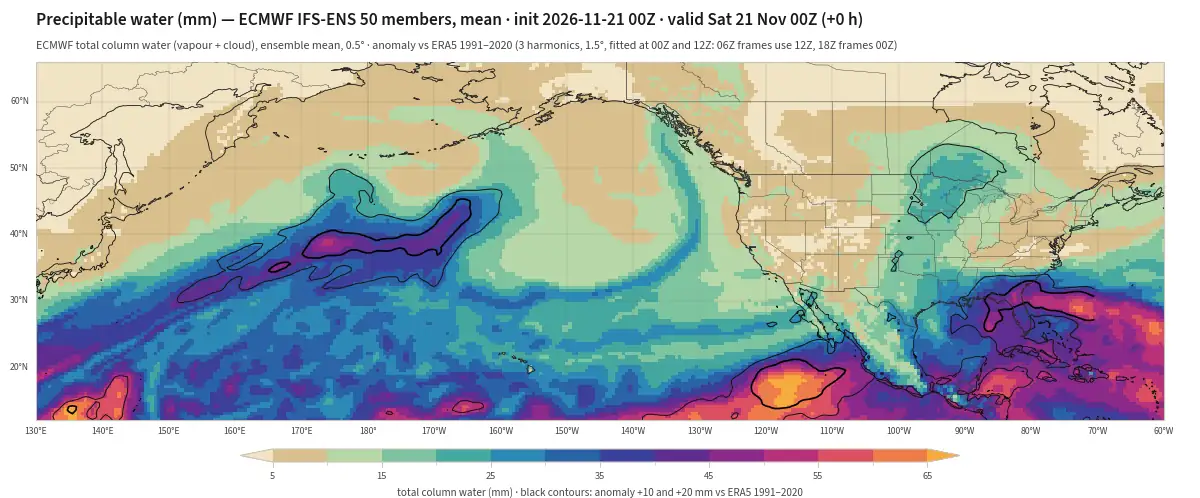 Precipitable water (mm) — ECMWF IFS-ENS 50 members, mean · init 2026-11-21 00Z · valid Sat 21 Nov 00Z (+0 h)
ECMWF total column water (vapour + cloud), ensemble mean, 0.5° · anomaly vs ERA5 1991–2020 (3 harmonics, 1.5°, fitted at 00Z and 12Z: 06Z frames use 12Z, 18Z frames 00Z)
60°N
50°N
40°N
30°N
20°N
130°E 140°E 150°E 160°E 170°E 180° 170°W 160°W 150°W 140°W 130°W 120°W 110°W 100°W 90°W 80°W 70°W 60°W
5 15 25 35 45 55 65
total column water (mm) · black contours: anomaly +10 and +20 mm vs ERA5 1991–2020